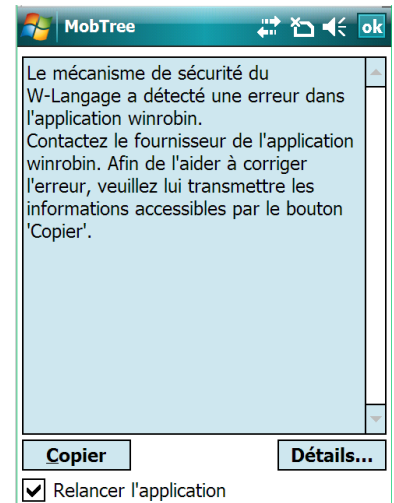 MobTree
ok
Le mécanisme de sécurité du
W-Langage a détecté une erreur dans
l'application winrobin.
Contactez le fournisseur de l'application
winrobin. Afin de l'aider à corriger
l'erreur, veuillez lui transmettre les
informations accessibles par le bouton
'Copier'.
Copier
Détails...
Relancer l'application